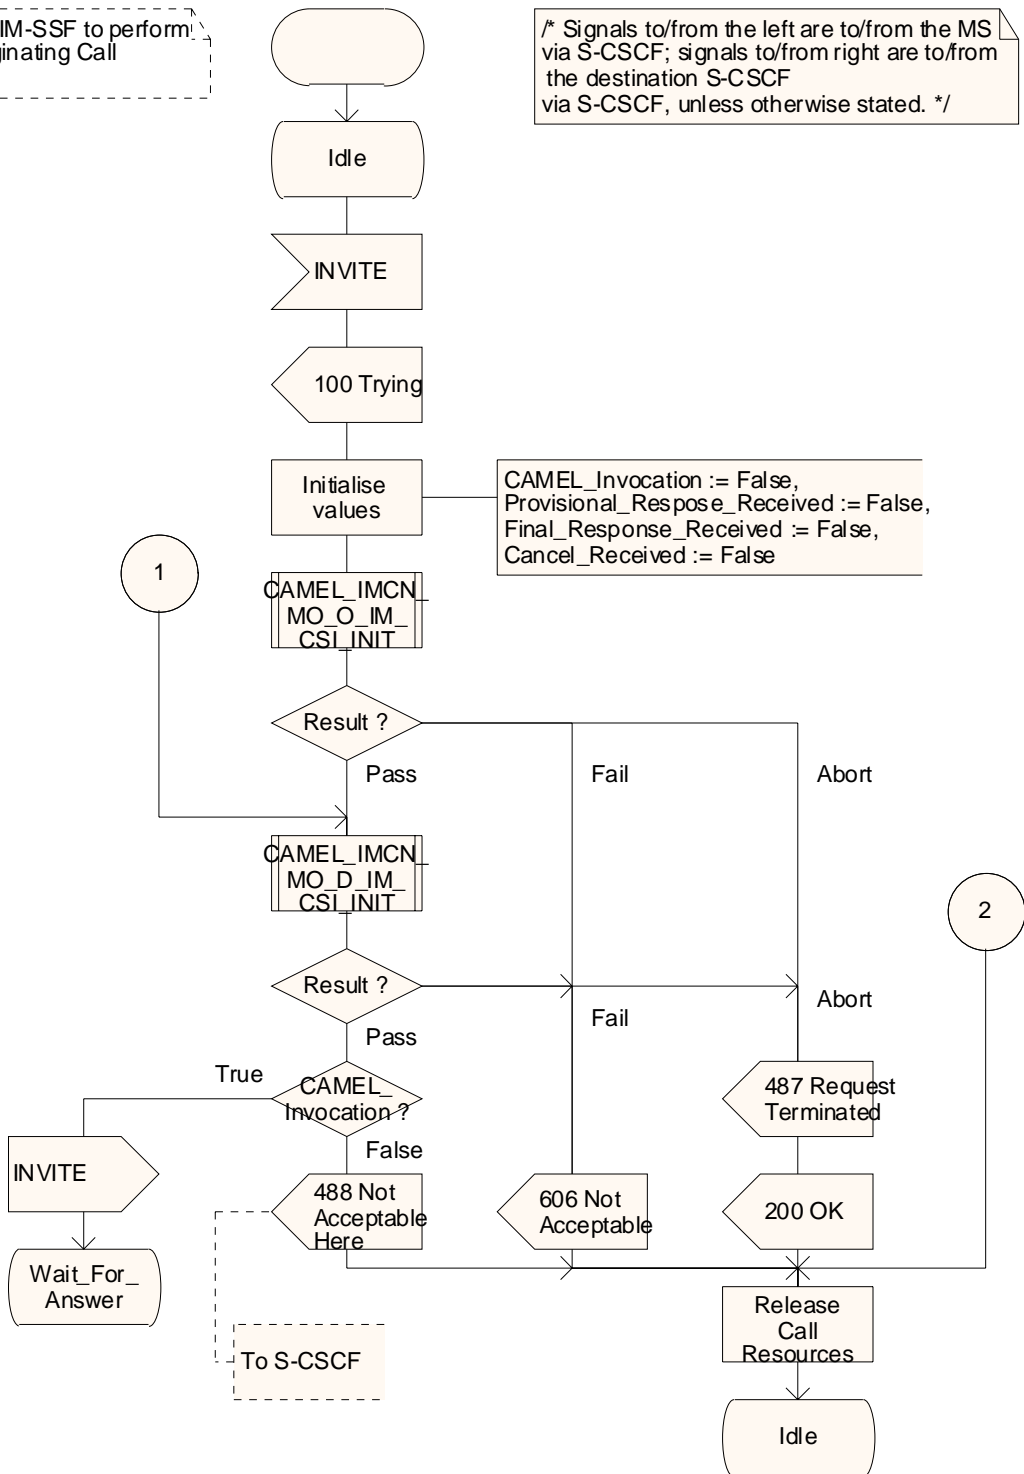 IM-SSF to perform
ginating Call
/* Signals to/from the left are to/from the MS
via S-CSCF; signals to/from right are to/from
the destination S-CSCF
via S-CSCF, unless otherwise stated. */
Idle
INVITE
100 Trying
Initialise
values
CAMEL_Invocation := False,
Provisional_Respose_Received := False,
Final_Response_Received := False,
Cancel_Received := False
1
CAMEL_IMCN_
MO_O_IM_
CSI_INIT
Result ?
Pass
Fail
Abort
CAMEL_IMCN_
MO_D_IM_
CSI_INIT
2
Result ?
Pass
Fail
Abort
True
CAMEL_
Invocation ?
False
487 Request
Terminated
INVITE
488 Not
Acceptable
Here
606 Not
Acceptable
200 OK
Wait_For_
Answer
Release
Call
Resources
To S-CSCF
Idle